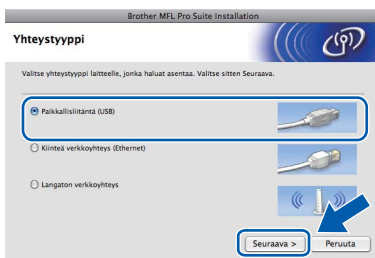 Brother MFL Pro Suite Installation
Yhteystyyppi
Valitse yhteystyyppi laitteelle, jonka haluat asentaa. Valitse sitten Seuraava.
Paikkallisliitäntä (USB)
Kiinteä verkkoyhteys (Ethernet)
Langaton verkkoyhteys
Seuraava >
Peruuta